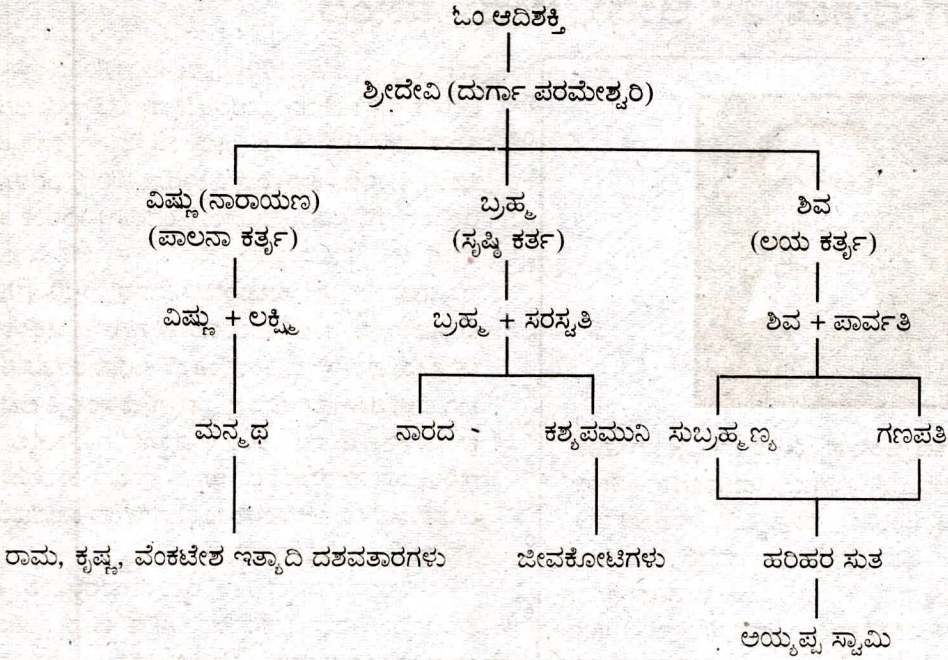 ಓಂ ಆದಿಶಕ್ತಿ
ಶ್ರೀದೇವಿ (ದುರ್ಗಾ ಪರಮೇಶ್ವರಿ)
ವಿಷ್ಣು (ನಾರಾಯಣ) ಬ್ರಹ್ಮ ಶಿವ
(ಪಾಲನಾ ಕರ್ತೃ) (ಸೃಷ್ಠಿ ಕರ್ತ) (ಲಯ ಕರ್ತೃ)
ವಿಷ್ಣು + ಲಕ್ಷ್ಮಿ ಬ್ರಹ್ಮ + ಸರಸ್ವತಿ ಶಿವ + ಪಾರ್ವತಿ
ಮನ್ಮಥ ನಾರದ - ಕಶ್ಯಪಮುನಿ ಸುಬ್ರಹ್ಮಣ್ಯ ಗಣಪತಿ
ರಾಮ, ಕೃಷ್ಣ, ವೆಂಕಟೇಶ ಇತ್ಯಾದಿ ದಶವತಾರಗಳು ಜೀವಕೋಟಿಗಳು ಹರಿಹರ ಸುತ
ಅಯ್ಯಪ್ಪ ಸ್ವಾಮಿ